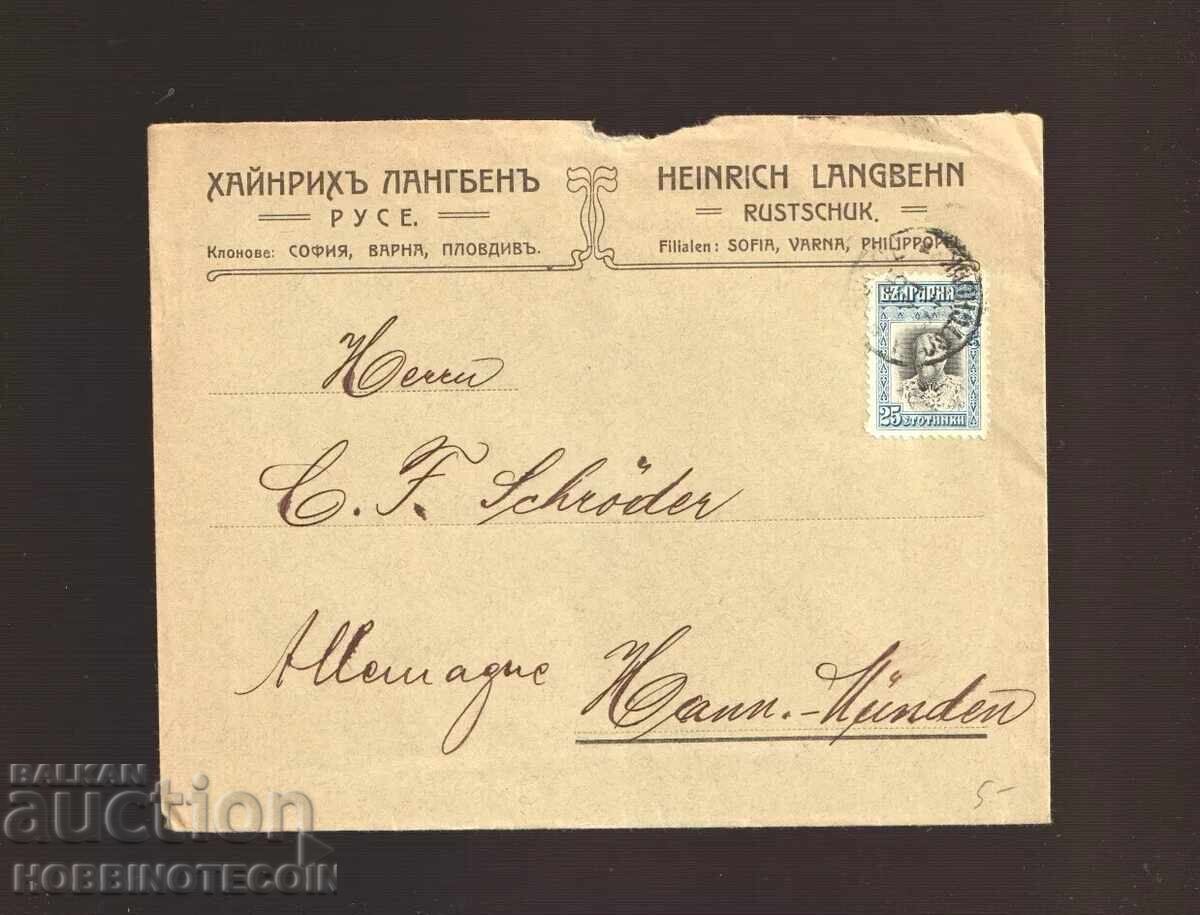 ХАЙНРИХЪ ЛАНГБЕНЪ
РУСЕ.
Клонове: СОФИЯ, ВАРНА, ПЛОВДИВЪ.
HEINRICH LANGBEHN
RUSTSCHUK.
Filialen: SOFIA, VARNA, PHILIPPOPEL.
БЪЛГАРИЯ
25
25 СТОТИНКИ
Herrn
C. F. Schröder
Allemagne
Hann.-Münden
5-
BALKAN
auction
HOBBINOTECOIN